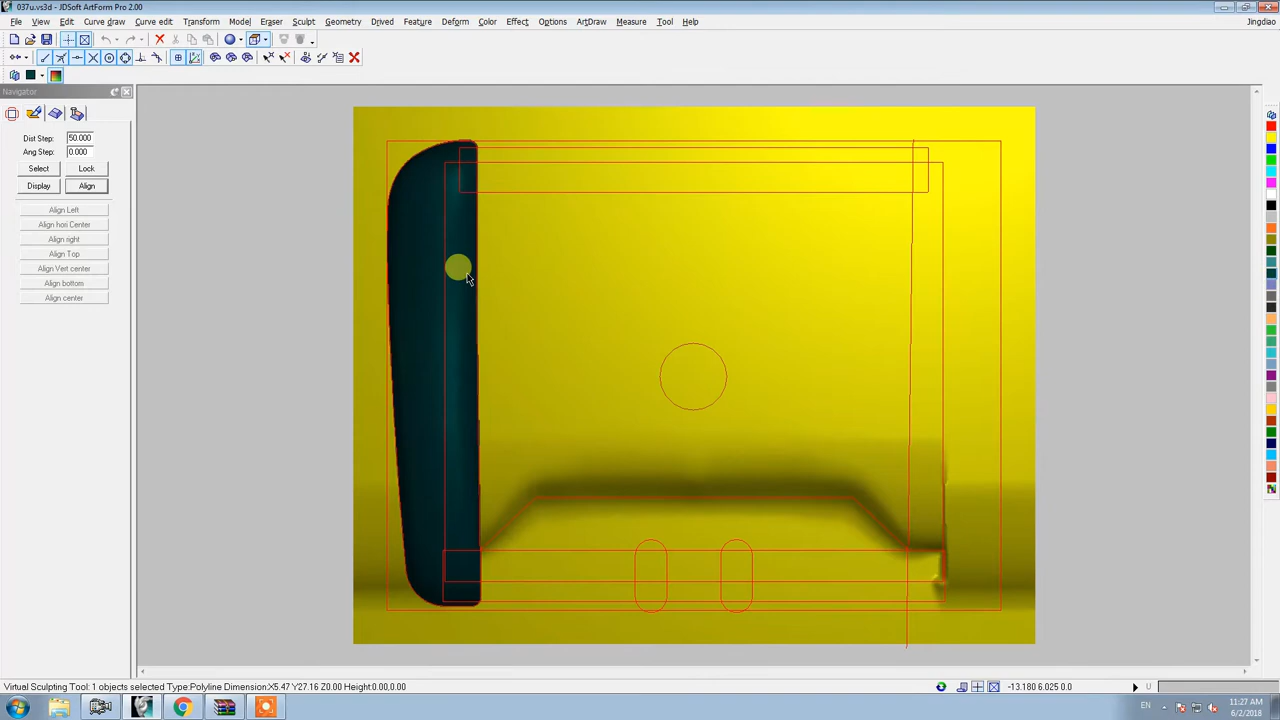 037u.vs3d - JDSoft ArtForm Pro 2.00
File View Edit Curve draw Curve edit Transform Model Eraser Sculpt Geometry Drived Feature Deform Color Effect Options ArtDraw Measure Tool Help Jingdiao
Navigator
Dist Step: 50.000
Ang Step: 0.000
Select Lock
Display Align
Align Left
Align hori Center
Align right
Align Top
Align Vert center
Align bottom
Align center
Virtual Sculpting Tool: 1 objects selected Type:Polyline Dimension:X5.47 Y27.16 Z0.00 Height:0.00,0.00
-13.180 6.025 0.0
U
EN
11:27 AM
6/2/2018